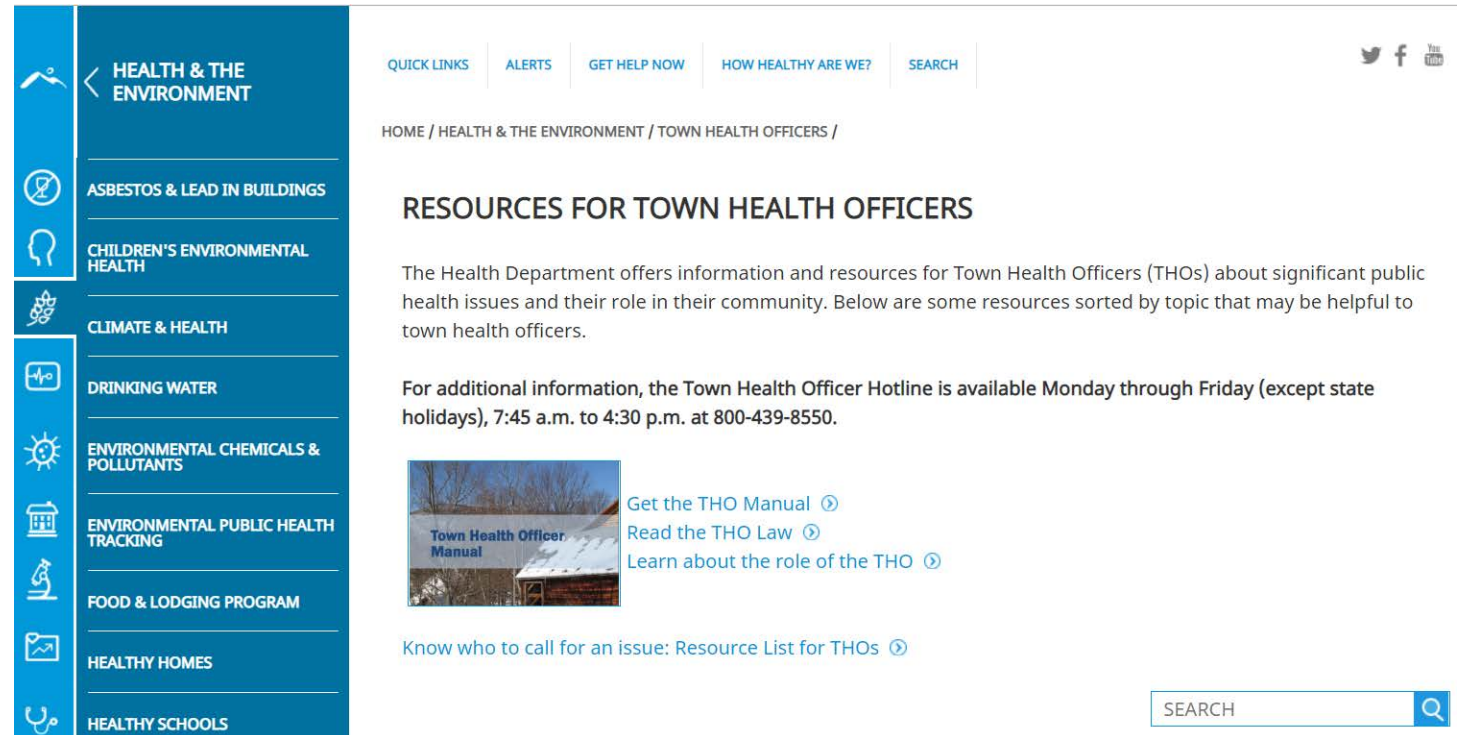 HEALTH & THE
ENVIRONMENT
ASBESTOS & LEAD IN BUILDINGS
CHILDREN'S ENVIRONMENTAL
HEALTH
CLIMATE & HEALTH
DRINKING WATER
ENVIRONMENTAL CHEMICALS &
POLLUTANTS
ENVIRONMENTAL PUBLIC HEALTH
TRACKING
FOOD & LODGING PROGRAM
HEALTHY HOMES
HEALTHY SCHOOLS
QUICK LINKS ALERTS GET HELP NOW HOW HEALTHY ARE WE? SEARCH
You
Tube
HOME / HEALTH & THE ENVIRONMENT / TOWN HEALTH OFFICERS /
RESOURCES FOR TOWN HEALTH OFFICERS
The Health Department offers information and resources for Town Health Officers (THOs) about significant public
health issues and their role in their community. Below are some resources sorted by topic that may be helpful to
town health officers.
For additional information, the Town Health Officer Hotline is available Monday through Friday (except state
holidays), 7:45 a.m. to 4:30 p.m. at 800-439-8550.
Town Health Officer
Manual
Get the THO Manual
Read the THO Law
Learn about the role of the THO
Know who to call for an issue: Resource List for THOs
SEARCH